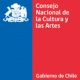 Consejo
Nacional de
la Cultura y
las Artes
Gobierno de Chile